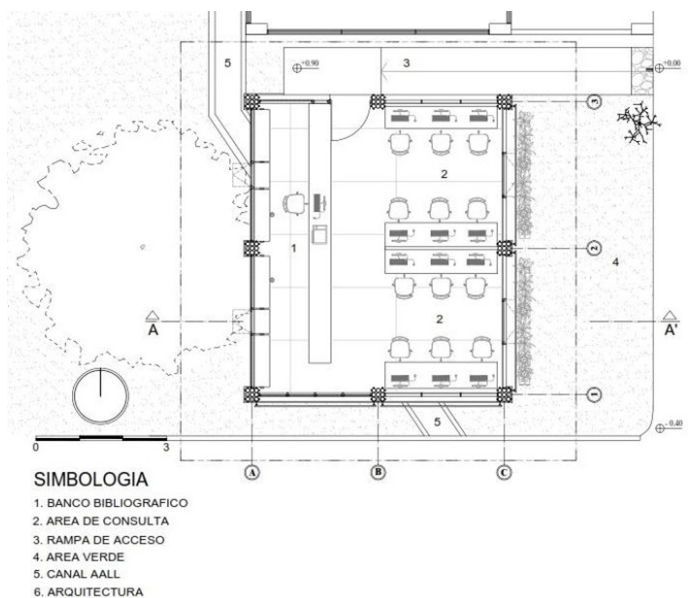 5
+0.90
3
+0.00
3
2
1
2
4
A
A'
2
1
5
-0.40
0
3
A
B
C
SIMBOLOGIA
1. BANCO BIBLIOGRAFICO
2. AREA DE CONSULTA
3. RAMPA DE ACCESO
4. AREA VERDE
5. CANAL AALL
6. ARQUITECTURA